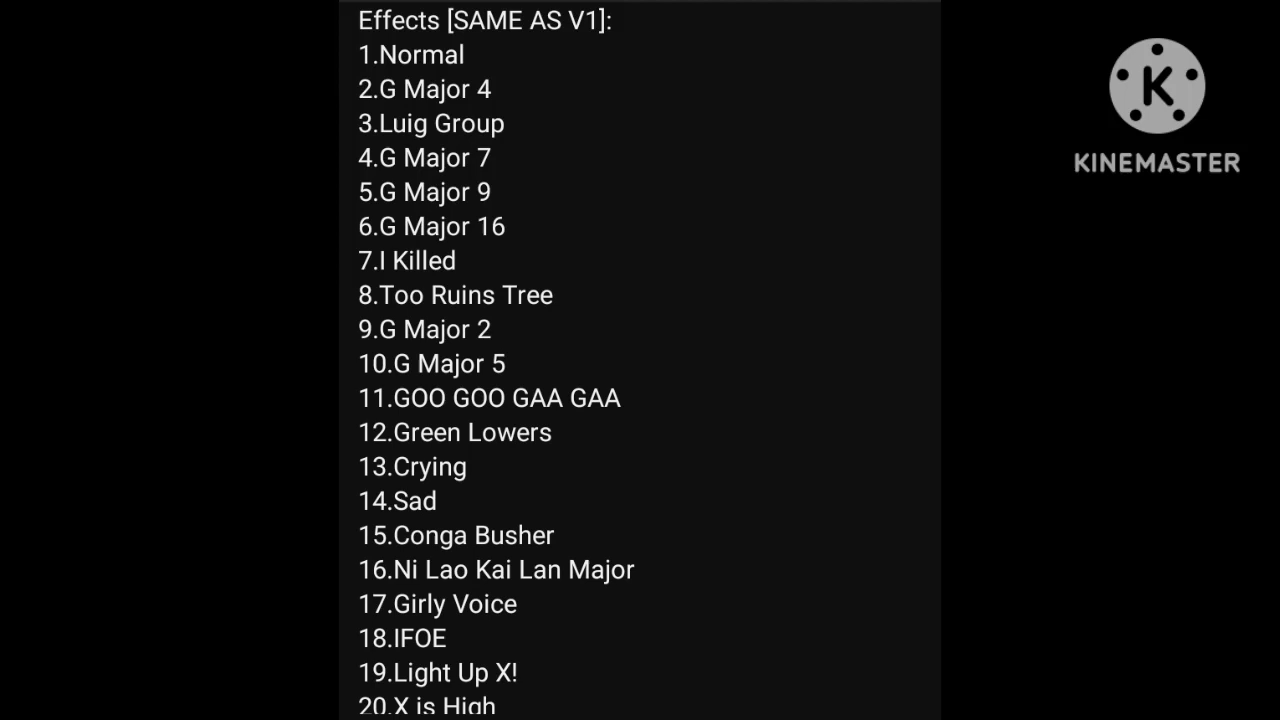 Effects [SAME AS V1]:
1.Normal
2.G Major 4
3.Luig Group
4.G Major 7
5.G Major 9
6.G Major 16
7.I Killed
8.Too Ruins Tree
9.G Major 2
10.G Major 5
11.GOO GOO GAA GAA
12.Green Lowers
13.Crying
14.Sad
15.Conga Busher
16.Ni Lao Kai Lan Major
17.Girly Voice
18.IFOE
19.Light Up X!
20.X is High
K
KINEMASTER